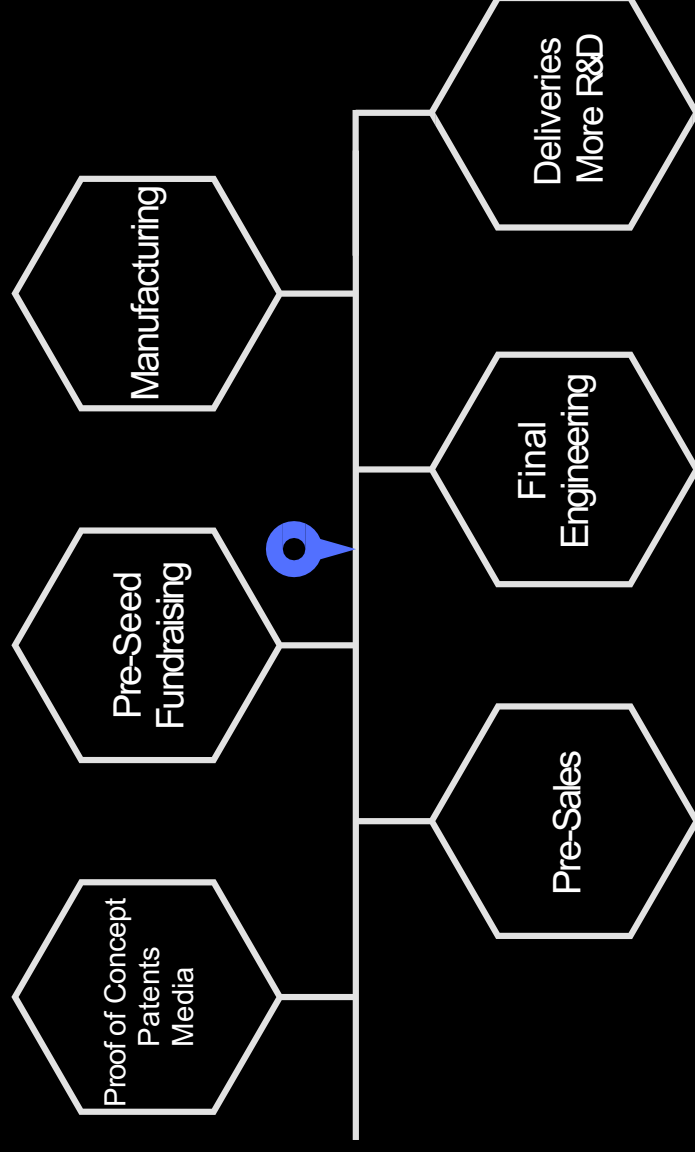 Proof of Concept
Patents
Media
Pre-Sales
Pre-Seed
Fundraising
Final
Engineering
Manufacturing
Deliveries
More R&D